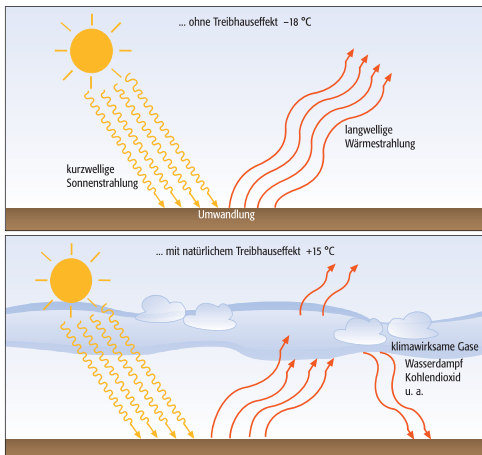 ... ohne Treibhauseffekt −18 °C
kurzwellige
Sonnenstrahlung
langwellige
Wärmestrahlung
Umwandlung
... mit natürlichem Treibhauseffekt +15 °C
klimawirksame Gase
Wasserdampf
Kohlendioxid
u. a.